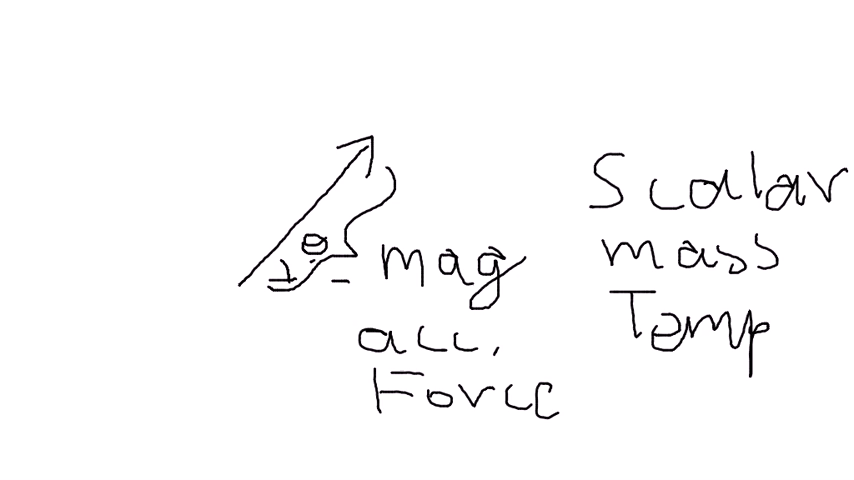 θ
mag
acc.
Force
Scalar
mass
Temp